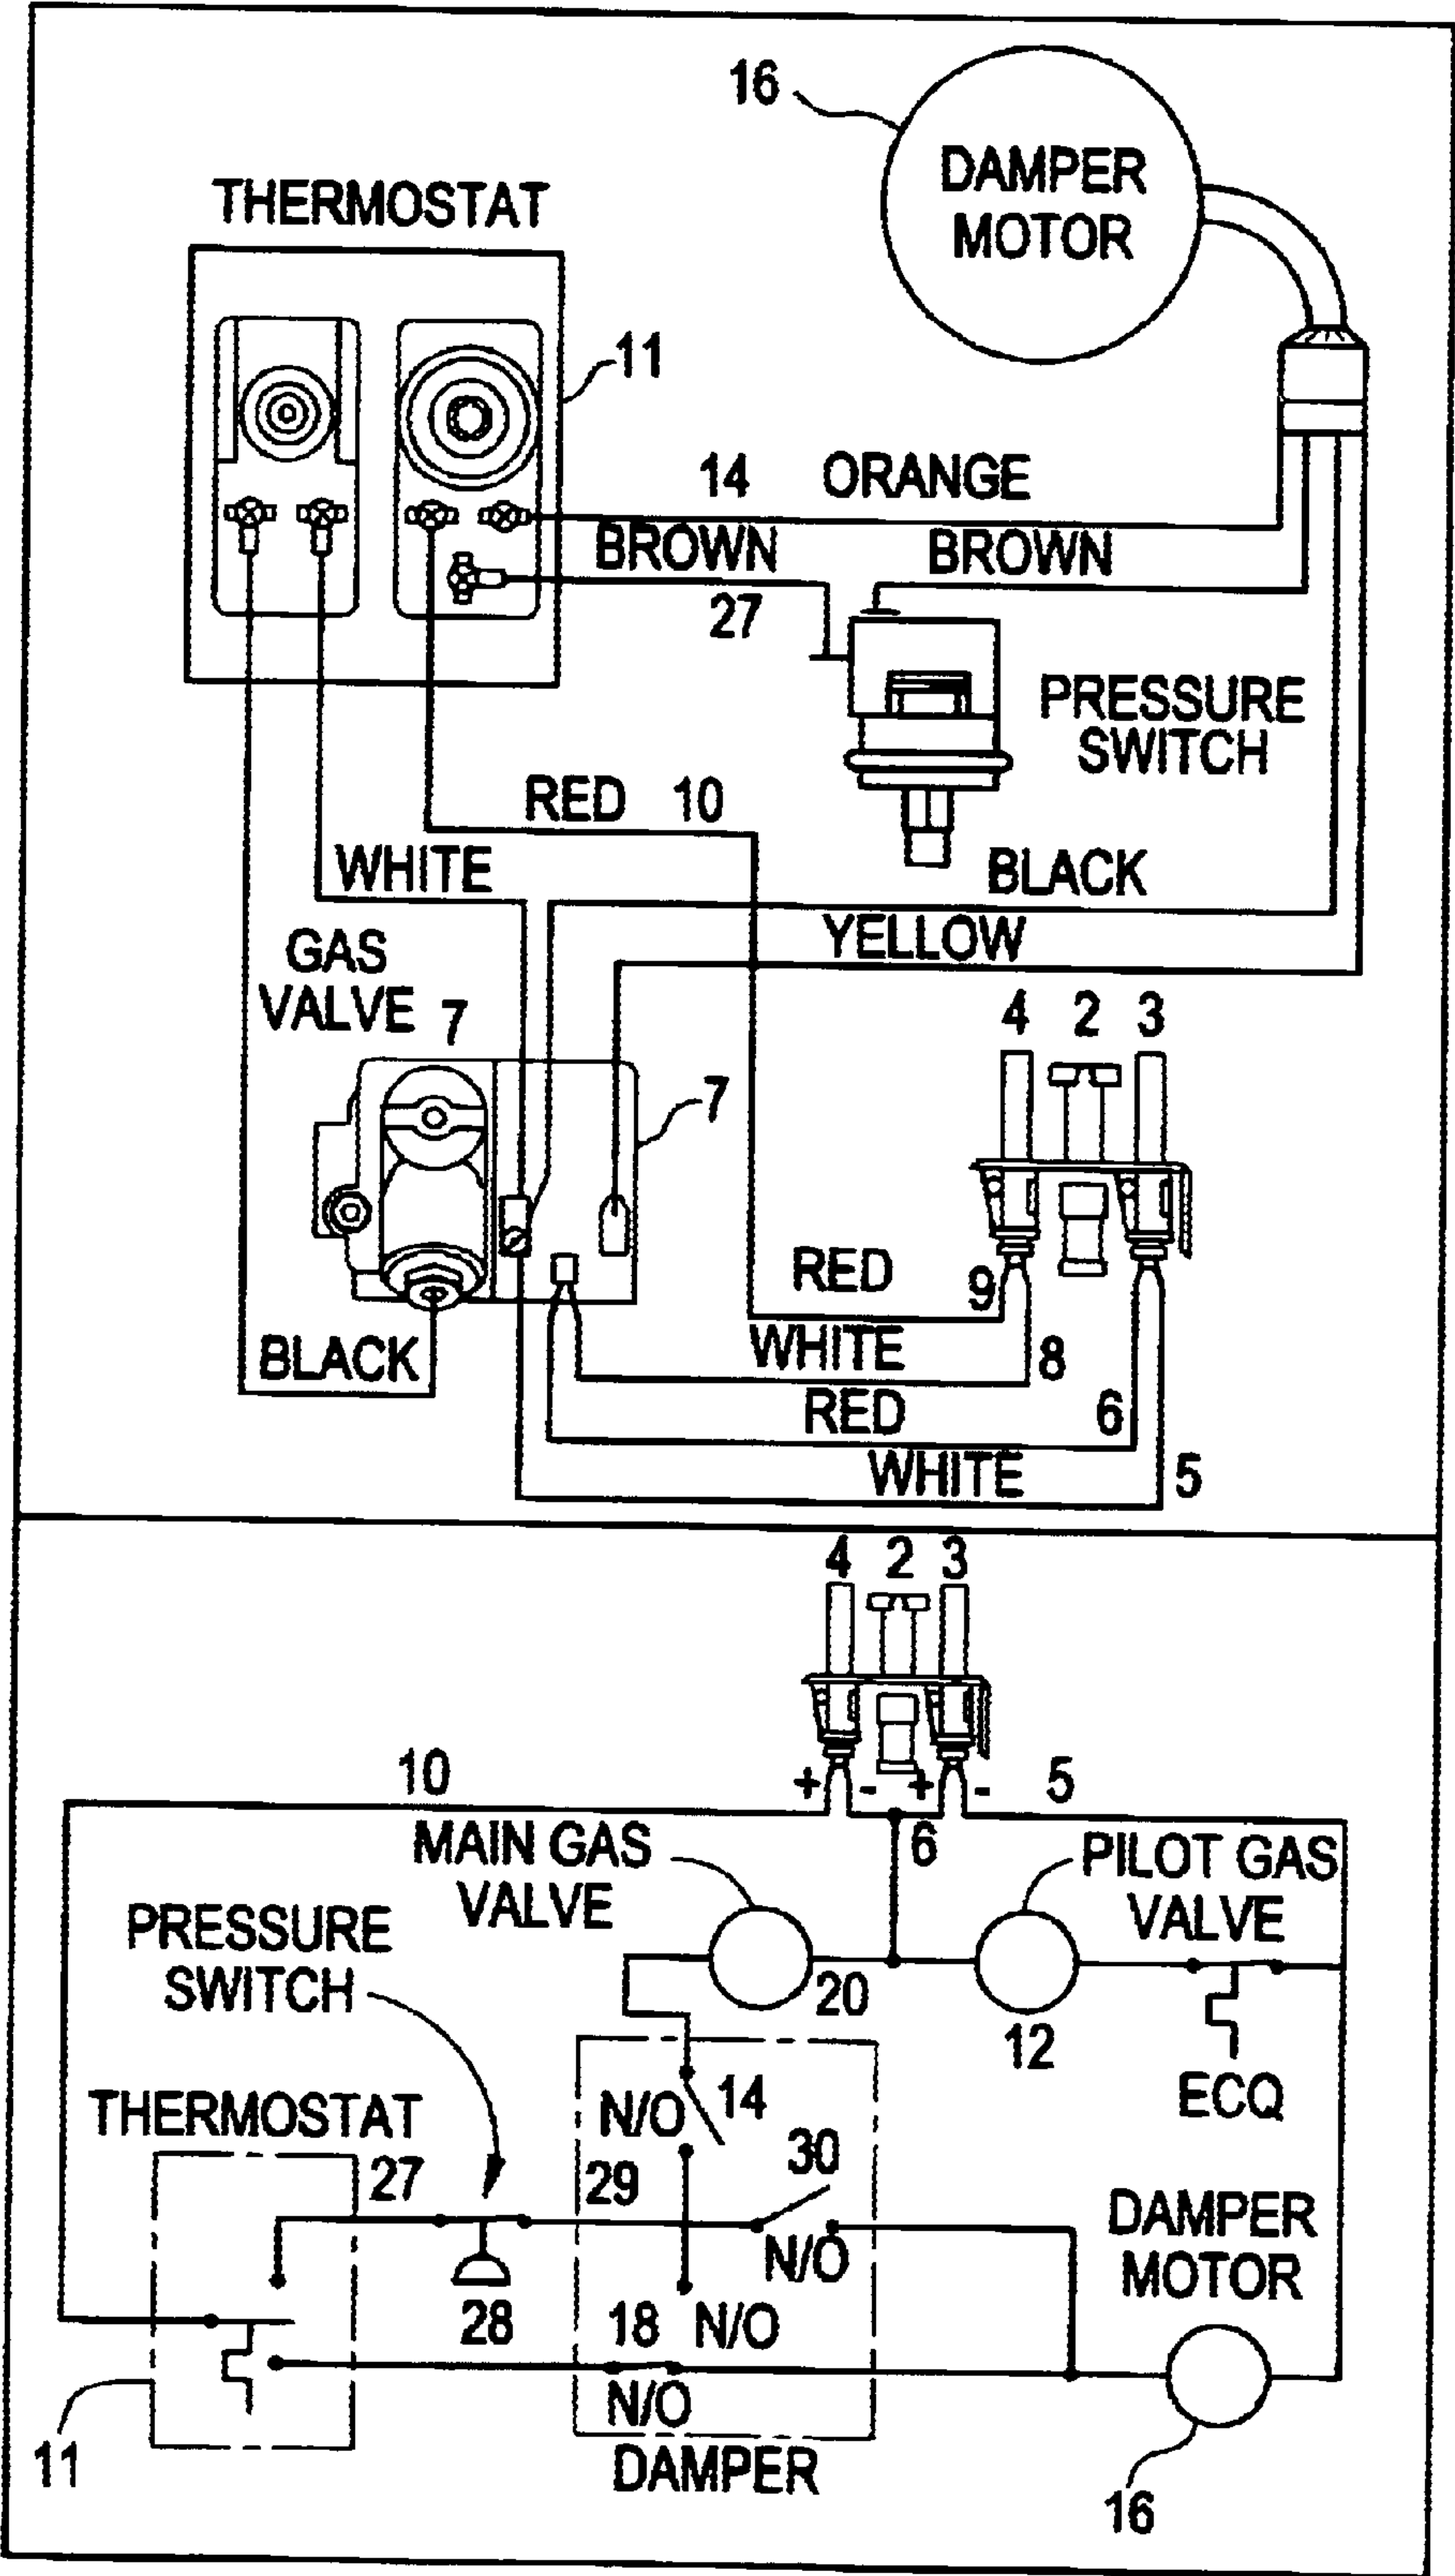 16
DAMPER
MOTOR
THERMOSTAT
11
14 ORANGE
BROWN BROWN
27
PRESSURE
SWITCH
RED 10
WHITE
BLACK
YELLOW
GAS
VALVE 7
4 2 3
7
RED 9
BLACK
WHITE 8
RED 6
WHITE 5
4 2 3
+ - + -
10
5
6
MAIN GAS
VALVE
PILOT GAS
VALVE
PRESSURE
SWITCH
20
12
ECQ
THERMOSTAT
N/O 14
27
29
30
N/O
DAMPER
MOTOR
28
18 N/O
N/O
11
DAMPER
16